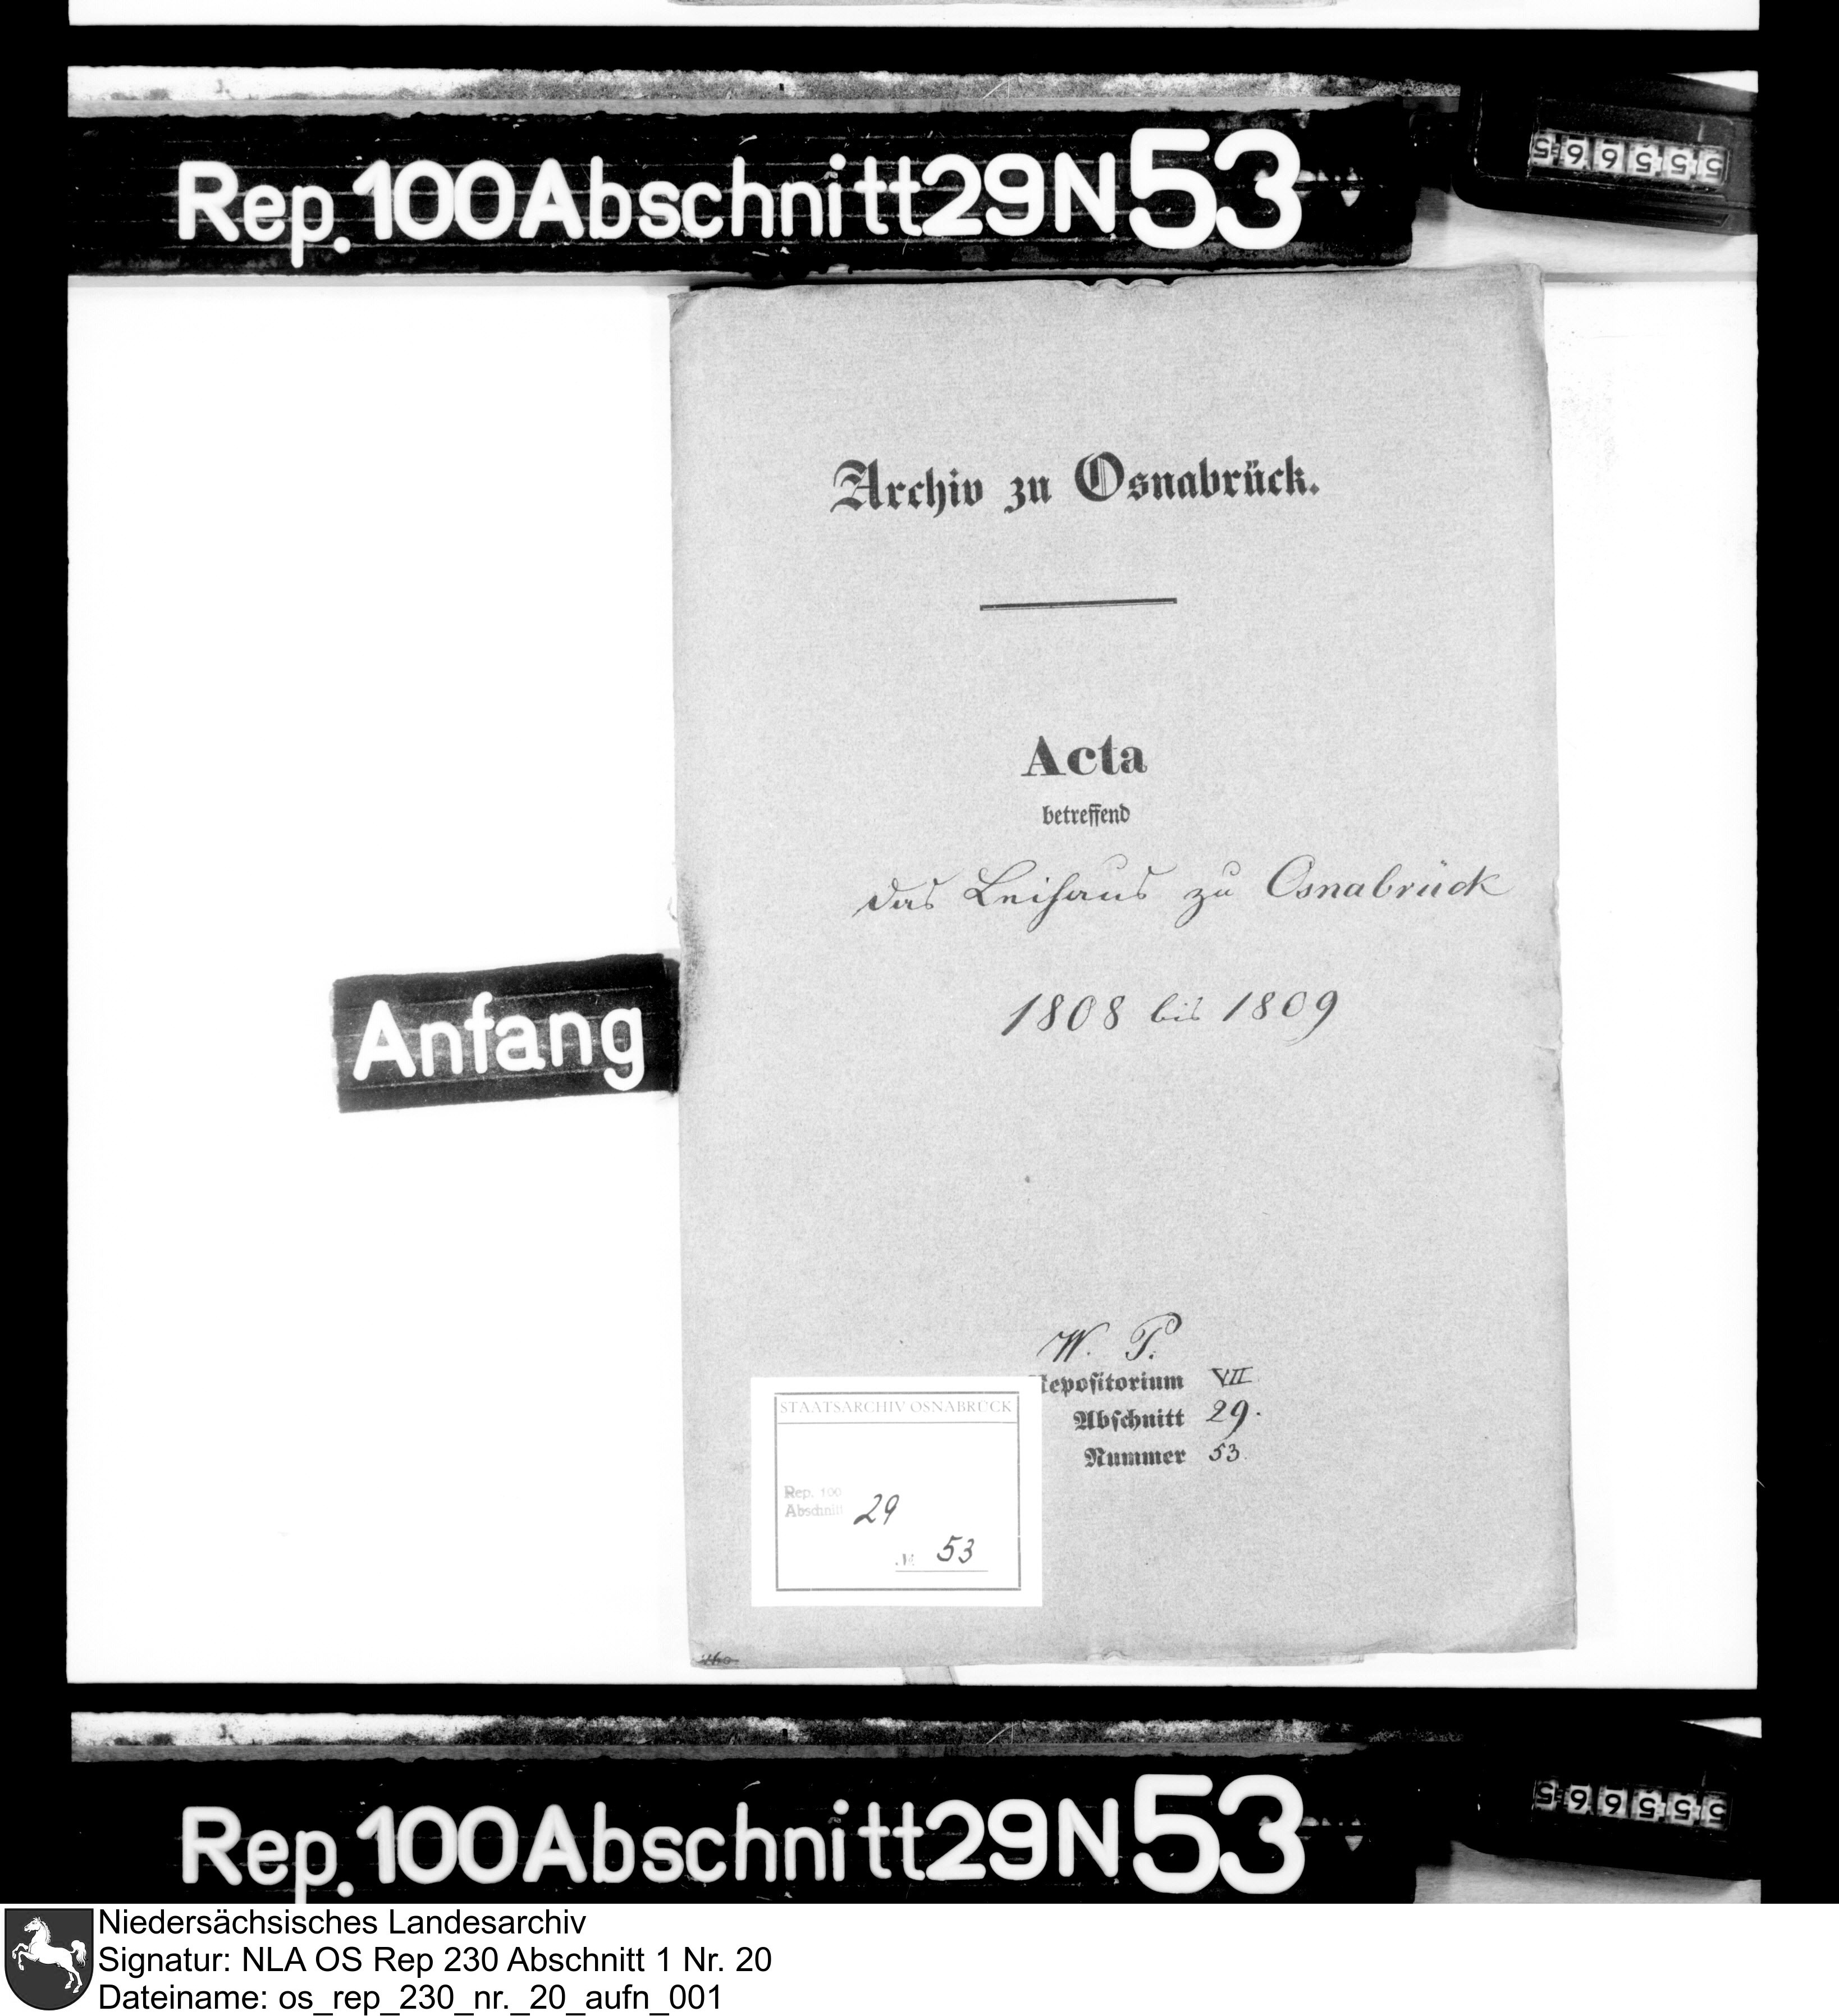 Rep. 100 Abschnitt 29 N 53
Archiv zu Osnabrück.
Acta
betreffend
das Leihaus zu Osnabrück
1808 bis 1809
Anfang
W. P.
Repositorium VII
Abschnitt 29.
Nummer 53.
STAATSARCHIV OSNABRÜCK
Rep. 100
Abschnitt 29
№ 53
Rep. 100 Abschnitt 29 N 53
Niedersächsisches Landesarchiv
Signatur: NLA OS Rep 230 Abschnitt 1 Nr. 20
Dateiname: os_rep_230_nr._20_aufn_001